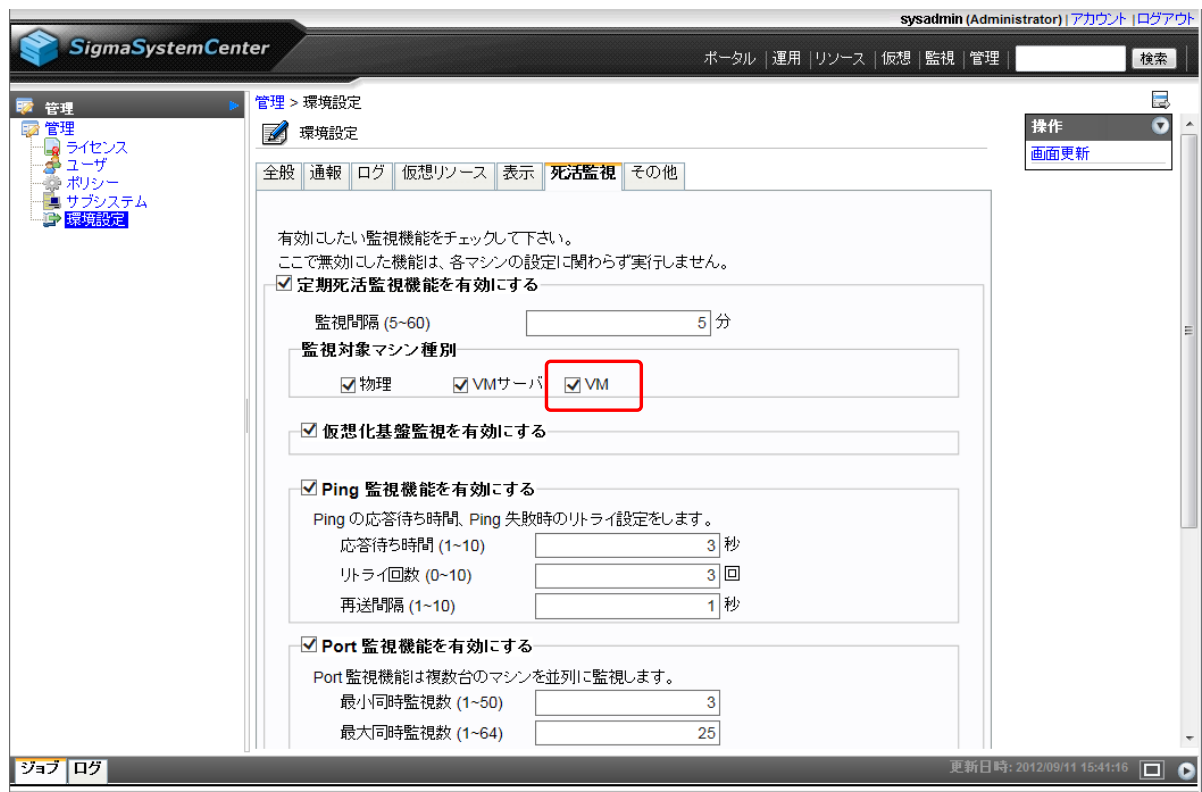 sysadmin (Administrator) | アカウント | ログアウト
SigmaSystemCenter
ポータル | 運用 | リソース | 仮想 | 監視 | 管理 | 検索
管理
管理
ライセンス
ユーザ
ポリシー
サブシステム
環境設定
管理 > 環境設定
環境設定
操作
画面更新
全般 通報 ログ 仮想リソース 表示 死活監視 その他
有効にしたい監視機能をチェックして下さい。
ここで無効にした機能は、各マシンの設定に関わらず実行しません。
定期死活監視機能を有効にする
監視間隔 (5~60) 5 分
監視対象マシン種別
物理 VMサーバ VM
仮想化基盤監視を有効にする
Ping 監視機能を有効にする
Ping の応答待ち時間、Ping 失敗時のリトライ設定をします。
応答待ち時間 (1~10) 3 秒
リトライ回数 (0~10) 3 回
再送間隔 (1~10) 1 秒
Port 監視機能を有効にする
Port 監視機能は複数台のマシンを並列に監視します。
最小同時監視数 (1~50) 3
最大同時監視数 (1~64) 25
ジョブ ログ
更新日時: 2012/09/11 15:41:16